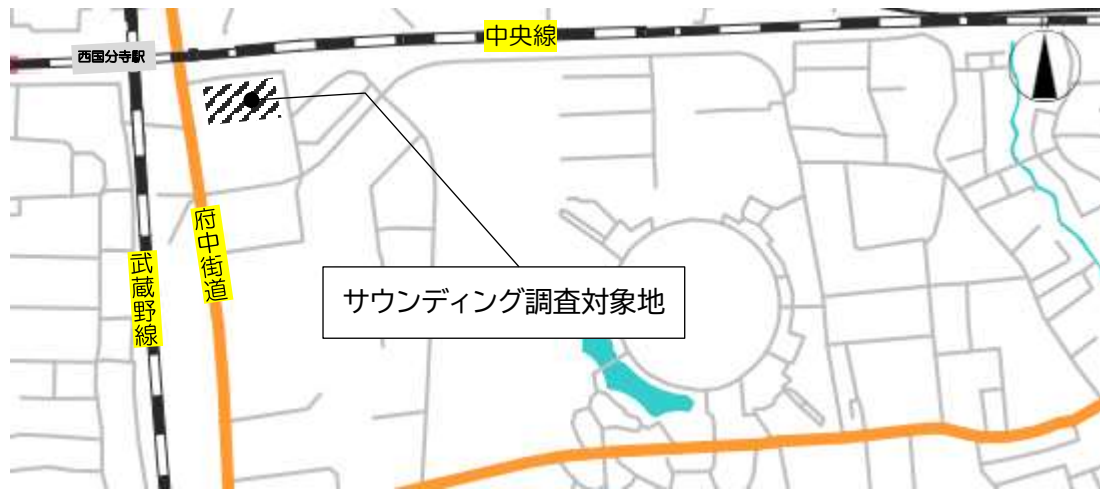 中央線
西国分寺駅
府中街道
武蔵野線
サウンディング調査対象地